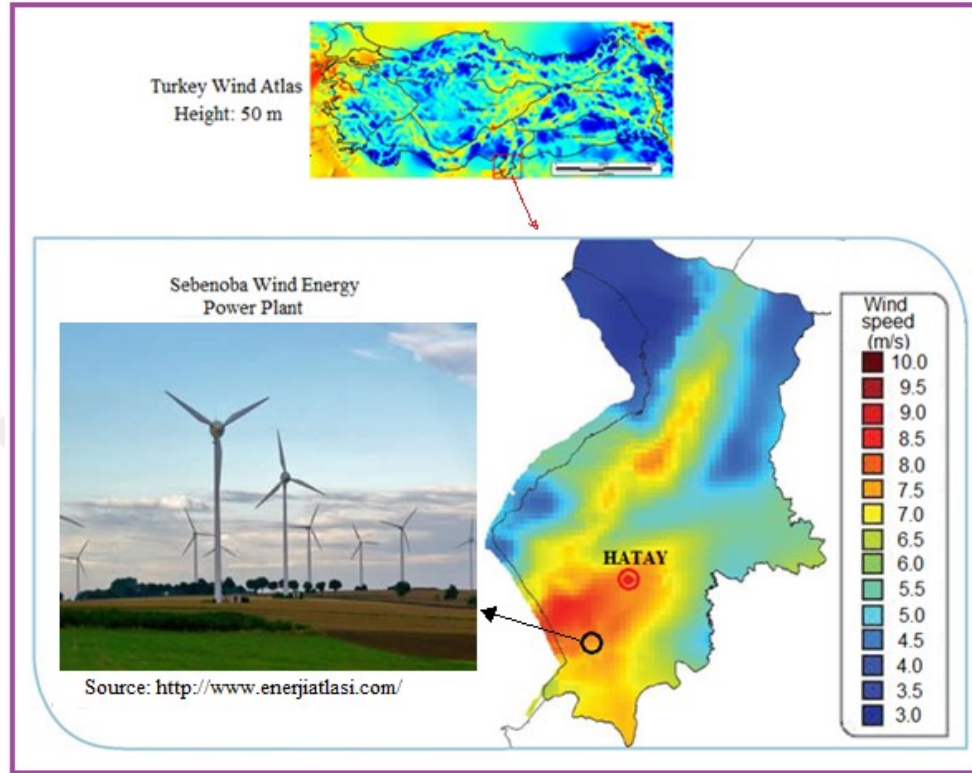 Turkey Wind Atlas
Height: 50 m
Sebenoba Wind Energy
Power Plant
Wind
speed
(m/s)
10.0
9.5
9.0
8.5
8.0
7.5
7.0
6.5
6.0
5.5
5.0
4.5
4.0
3.5
3.0
HATAY
Source: http://www.enerjiatlasi.com/